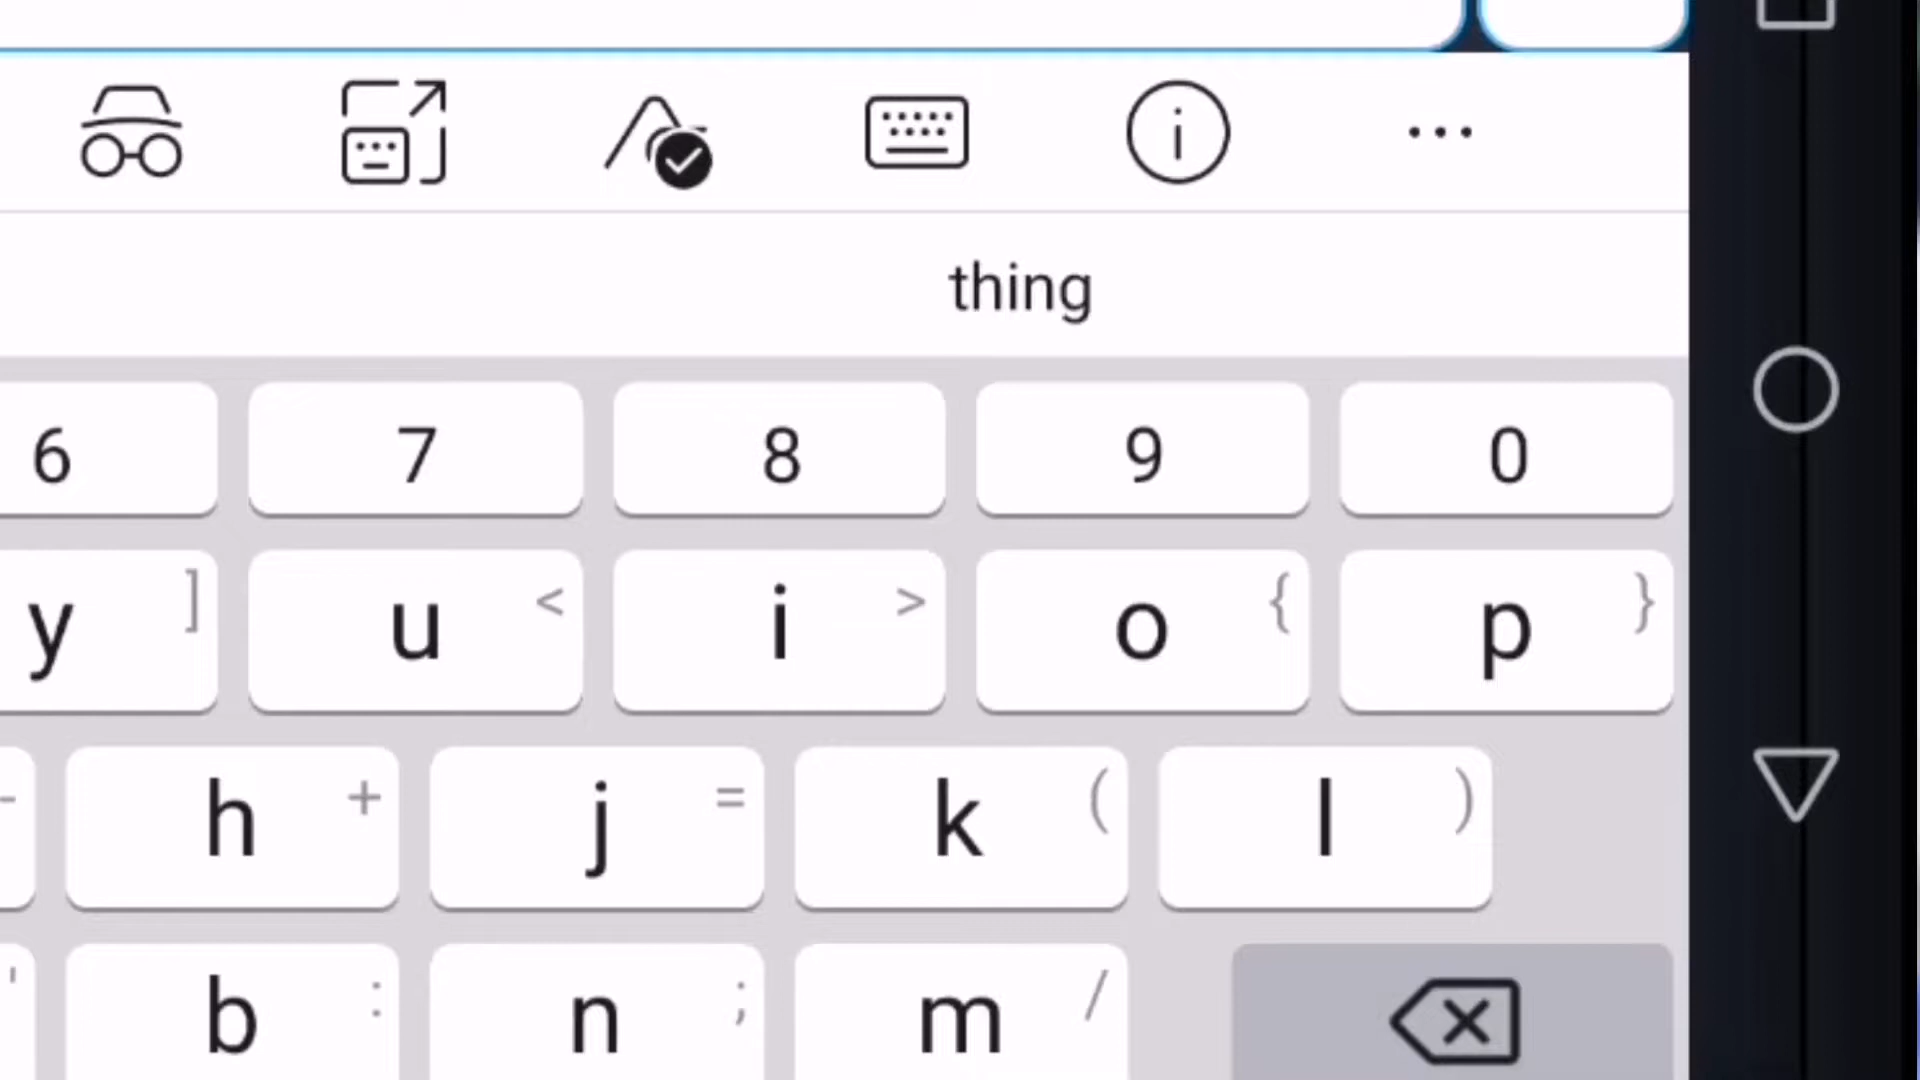 thing
6 7 8 9 0
y ] u < i > o { p }
- h + j = k ( l )
' b : n ; m /